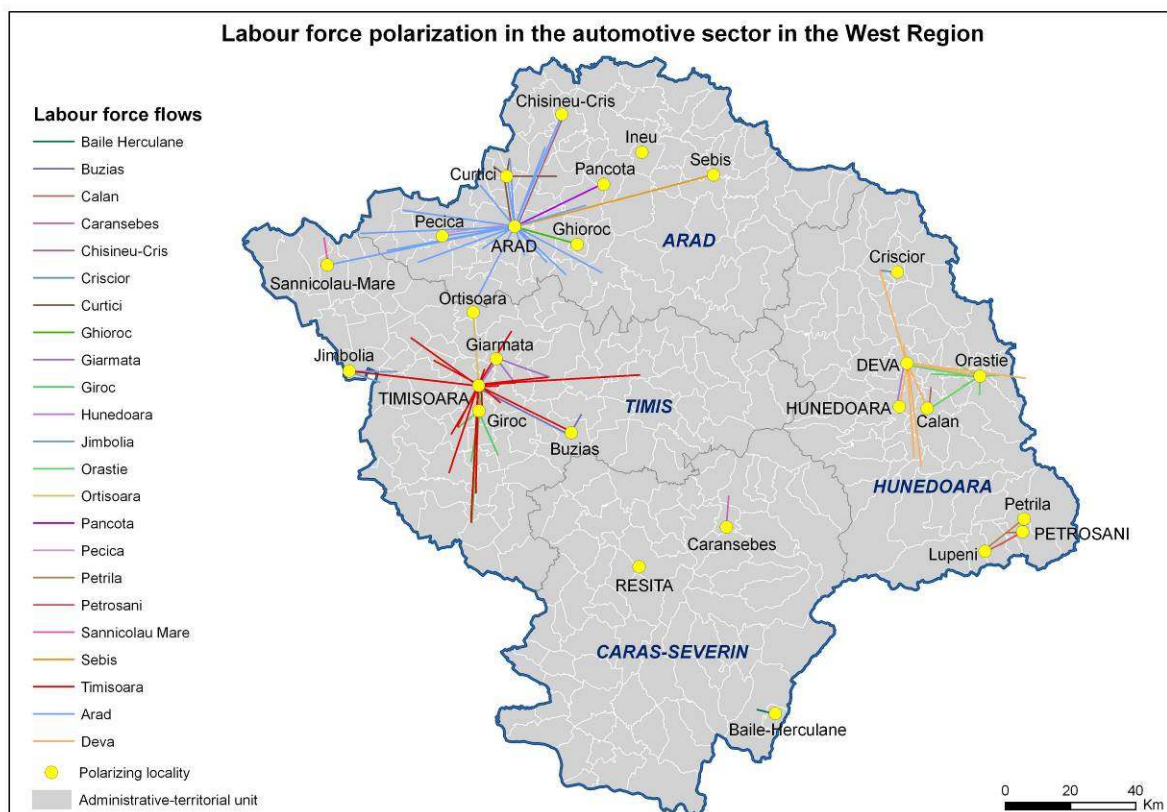 Labour force polarization in the automotive sector in the West Region
Labour force flows
Baile Herculane
Buzias
Calan
Caransebes
Chisineu-Cris
Criscior
Curtici
Ghioroc
Giarmata
Giroc
Hunedoara
Jimbolia
Orastie
Ortisoara
Pancota
Pecica
Petrila
Petrosani
Sannicolau Mare
Sebis
Timisoara
Arad
Deva
Polarizing locality
Administrative-territorial unit
Chisineu-Cris
Ineu
Sebis
Pancota
Curtici
Pecica
Ghioroc
ARAD
ARAD
Criscior
Sannicolau-Mare
Ortisoara
Giarmata
Jimbolia
DEVA
Orastie
TIMISOARA
TIMIS
HUNEDOARA
Giroc
Calan
Buzias
HUNEDOARA
Petrila
PETROSANI
Caransebes
Lupeni
RESITA
CARAS-SEVERIN
Baile-Herculane
0 20 40
Km